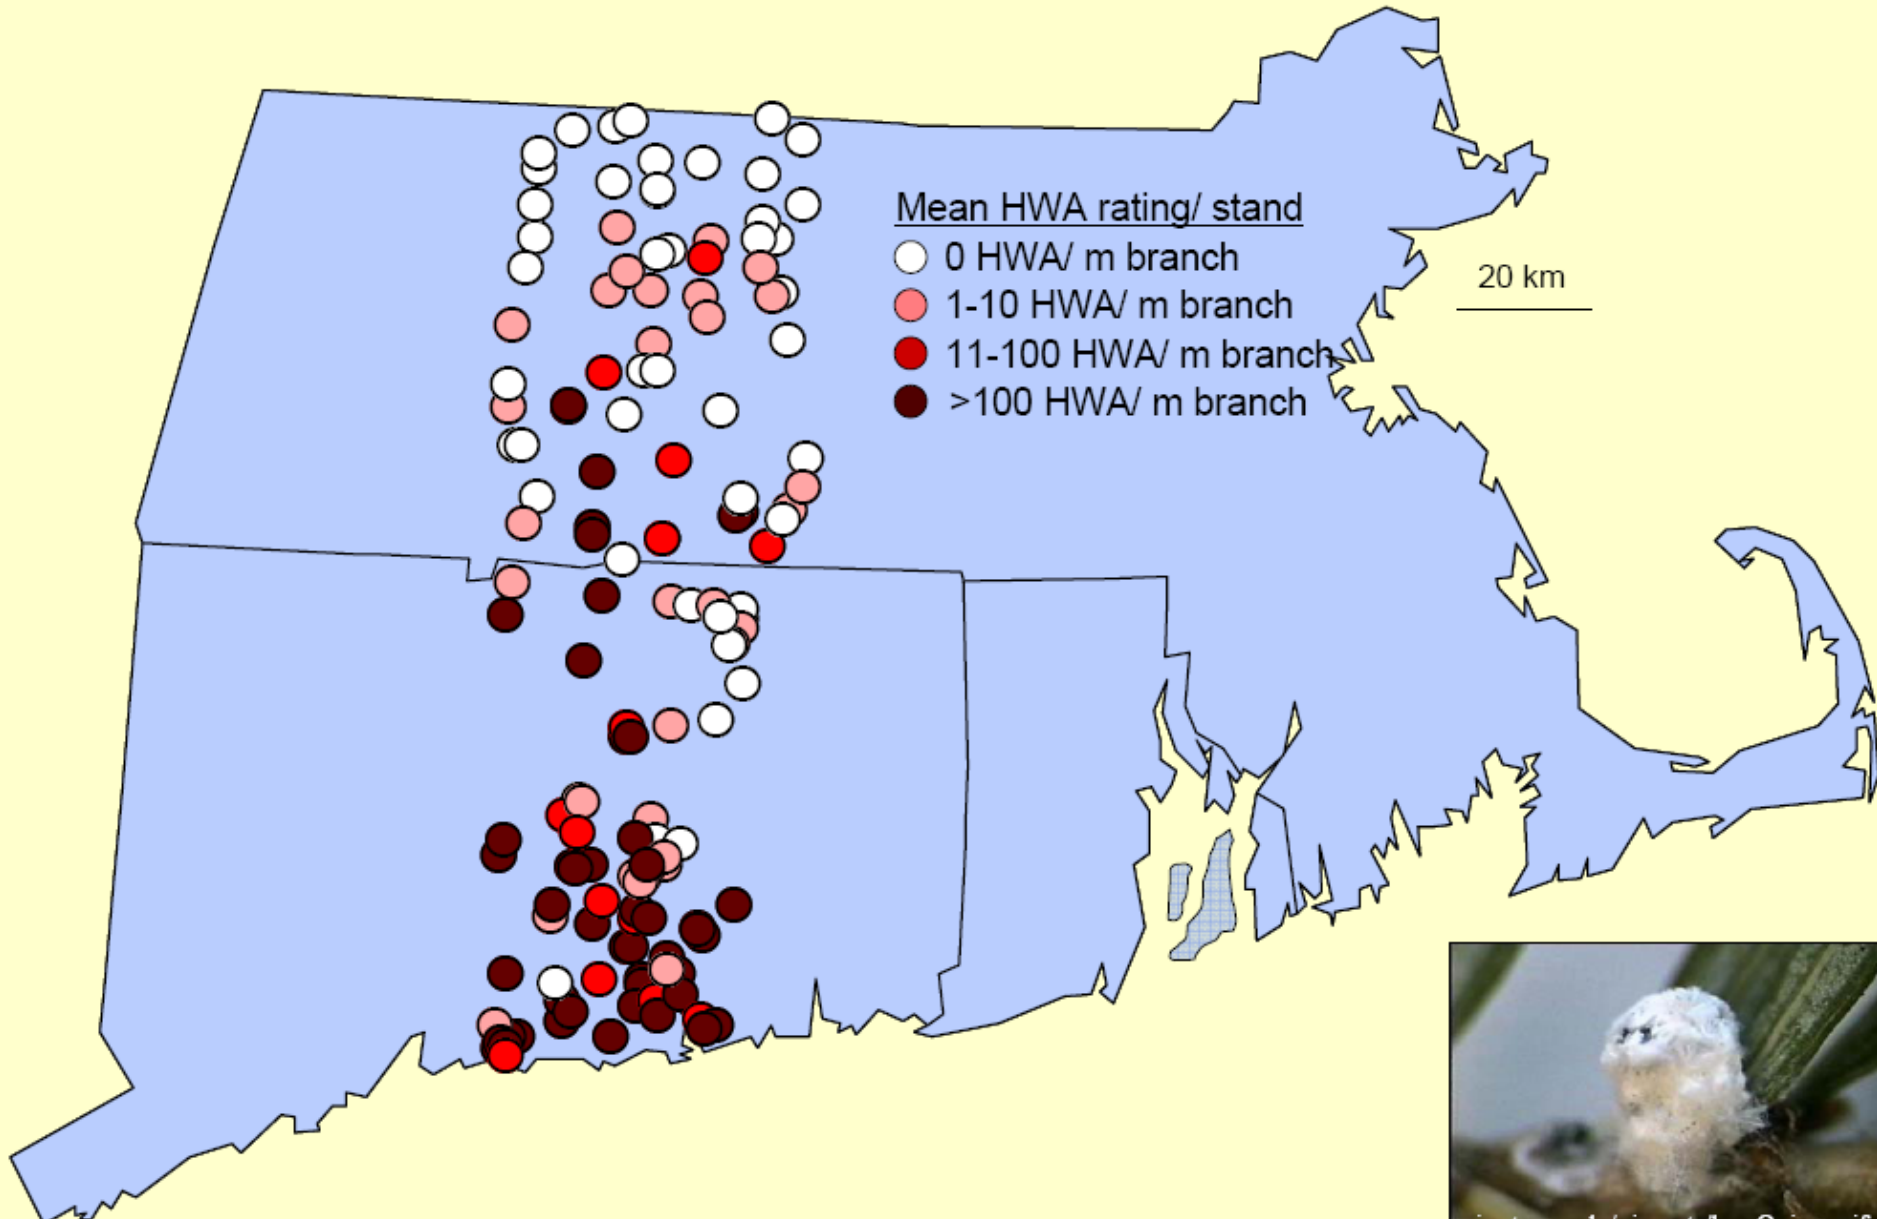 Mean HWA rating/ stand
0 HWA/ m branch
1-10 HWA/ m branch
11-100 HWA/ m branch
>100 HWA/ m branch
20 km